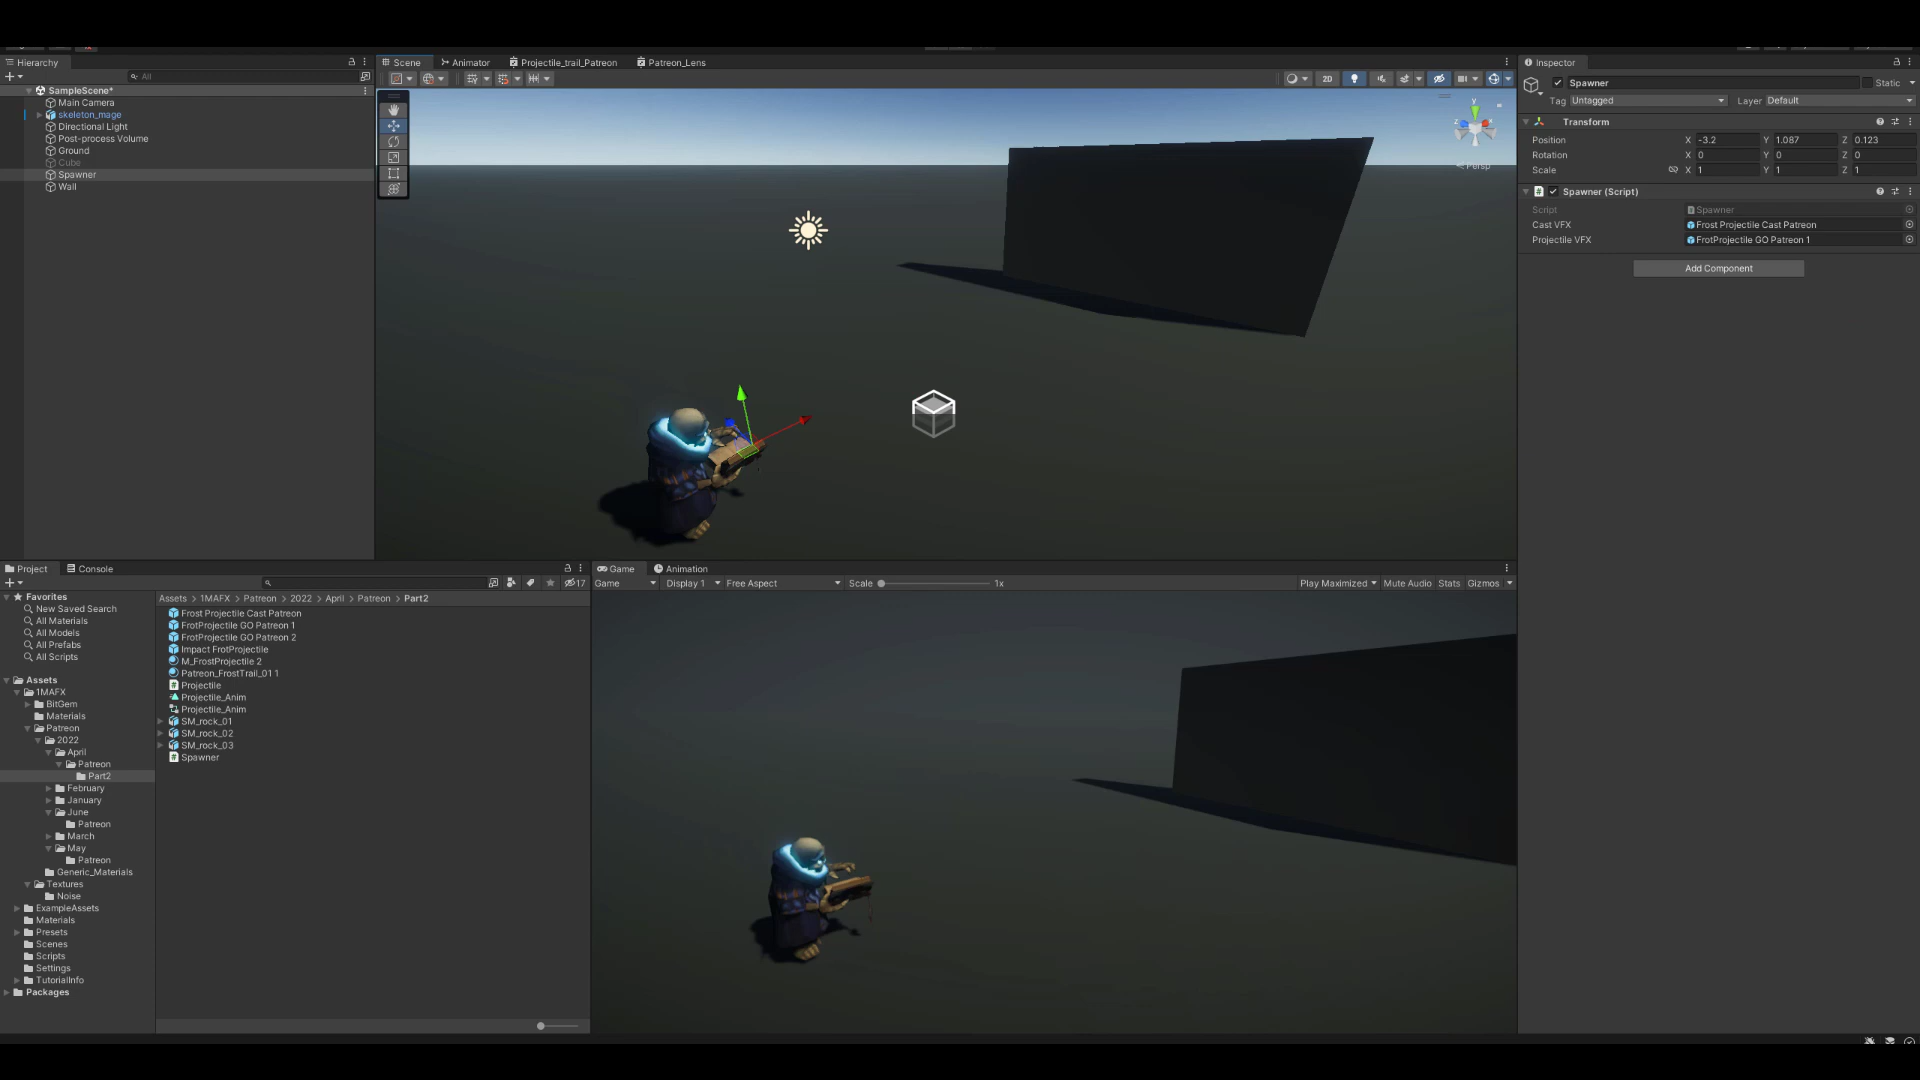 Hierarchy
All
SampleScene*
Main Camera
skeleton_mage
Directional Light
Post-process Volume
Ground
Cube
Spawner
Wall
Scene
Animator
Projectile_trail_Patreon
Patreon_Lens
2D
y
Persp
Inspector
Spawner
Static
Tag Untagged
Layer Default
Transform
Position X -3.2 Y 1.087 Z 0.123
Rotation X 0 Y 0 Z 0
Scale X 1 Y 1 Z 1
Spawner (Script)
Script Spawner
Cast VFX Frost Projectile Cast Patreon
Projectile VFX FrotProjectile GO Patreon 1
Add Component
Project
Console
17
Favorites
New Saved Search
All Materials
All Models
All Prefabs
All Scripts
Assets
1MAFX
BitGem
Materials
Patreon
2022
April
Patreon
Part2
February
January
June
Patreon
March
May
Patreon
Generic_Materials
Textures
Noise
ExampleAssets
Materials
Presets
Scenes
Scripts
Settings
TutorialInfo
Packages
Assets > 1MAFX > Patreon > 2022 > April > Patreon > Part2
Frost Projectile Cast Patreon
FrotProjectile GO Patreon 1
FrotProjectile GO Patreon 2
Impact FrotProjectile
M_FrostProjectile 2
Patreon_FrostTrail_01 1
Projectile
Projectile_Anim
Projectile_Anim
SM_rock_01
SM_rock_02
SM_rock_03
Spawner
Game
Animation
Game
Display 1
Free Aspect
Scale
1x
Play Maximized
Mute Audio
Stats
Gizmos